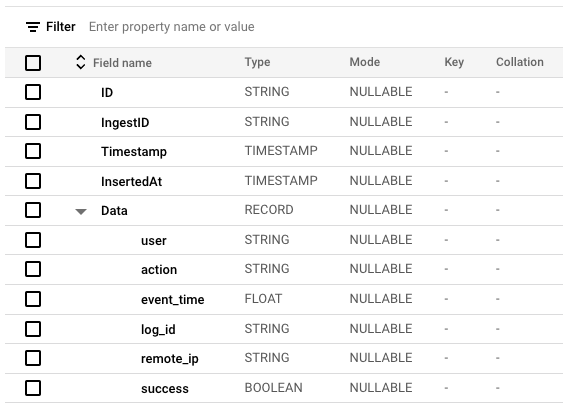 Filter Enter property name or value
Field name Type Mode Key Collation
ID STRING NULLABLE - -
IngestID STRING NULLABLE - -
Timestamp TIMESTAMP NULLABLE - -
InsertedAt TIMESTAMP NULLABLE - -
Data RECORD NULLABLE - -
user STRING NULLABLE - -
action STRING NULLABLE - -
event_time FLOAT NULLABLE - -
log_id STRING NULLABLE - -
remote_ip STRING NULLABLE - -
success BOOLEAN NULLABLE - -